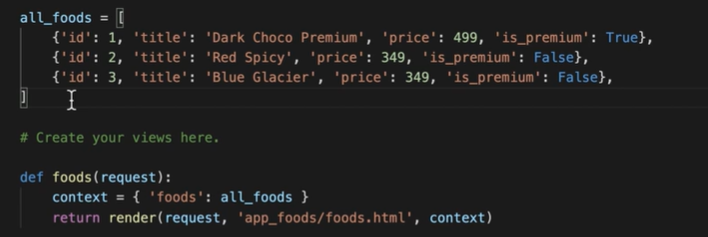 all_foods = [
{'id': 1, 'title': 'Dark Choco Premium', 'price': 499, 'is_premium': True},
{'id': 2, 'title': 'Red Spicy', 'price': 349, 'is_premium': False},
{'id': 3, 'title': 'Blue Glacier', 'price': 349, 'is_premium': False},
]
# Create your views here.
def foods(request):
context = { 'foods': all_foods }
return render(request, 'app_foods/foods.html', context)